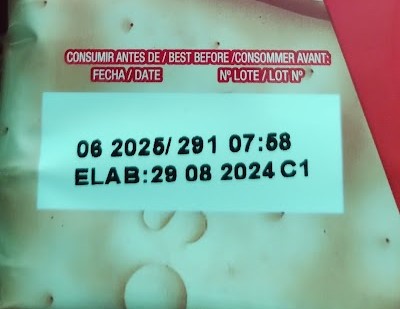 CONSUMIR ANTES DE / BEST BEFORE /CONSOMMER AVANT:
FECHA / DATE Nº LOTE / LOT Nº
06 2025/ 291 07:58
ELAB:29 08 2024 C1